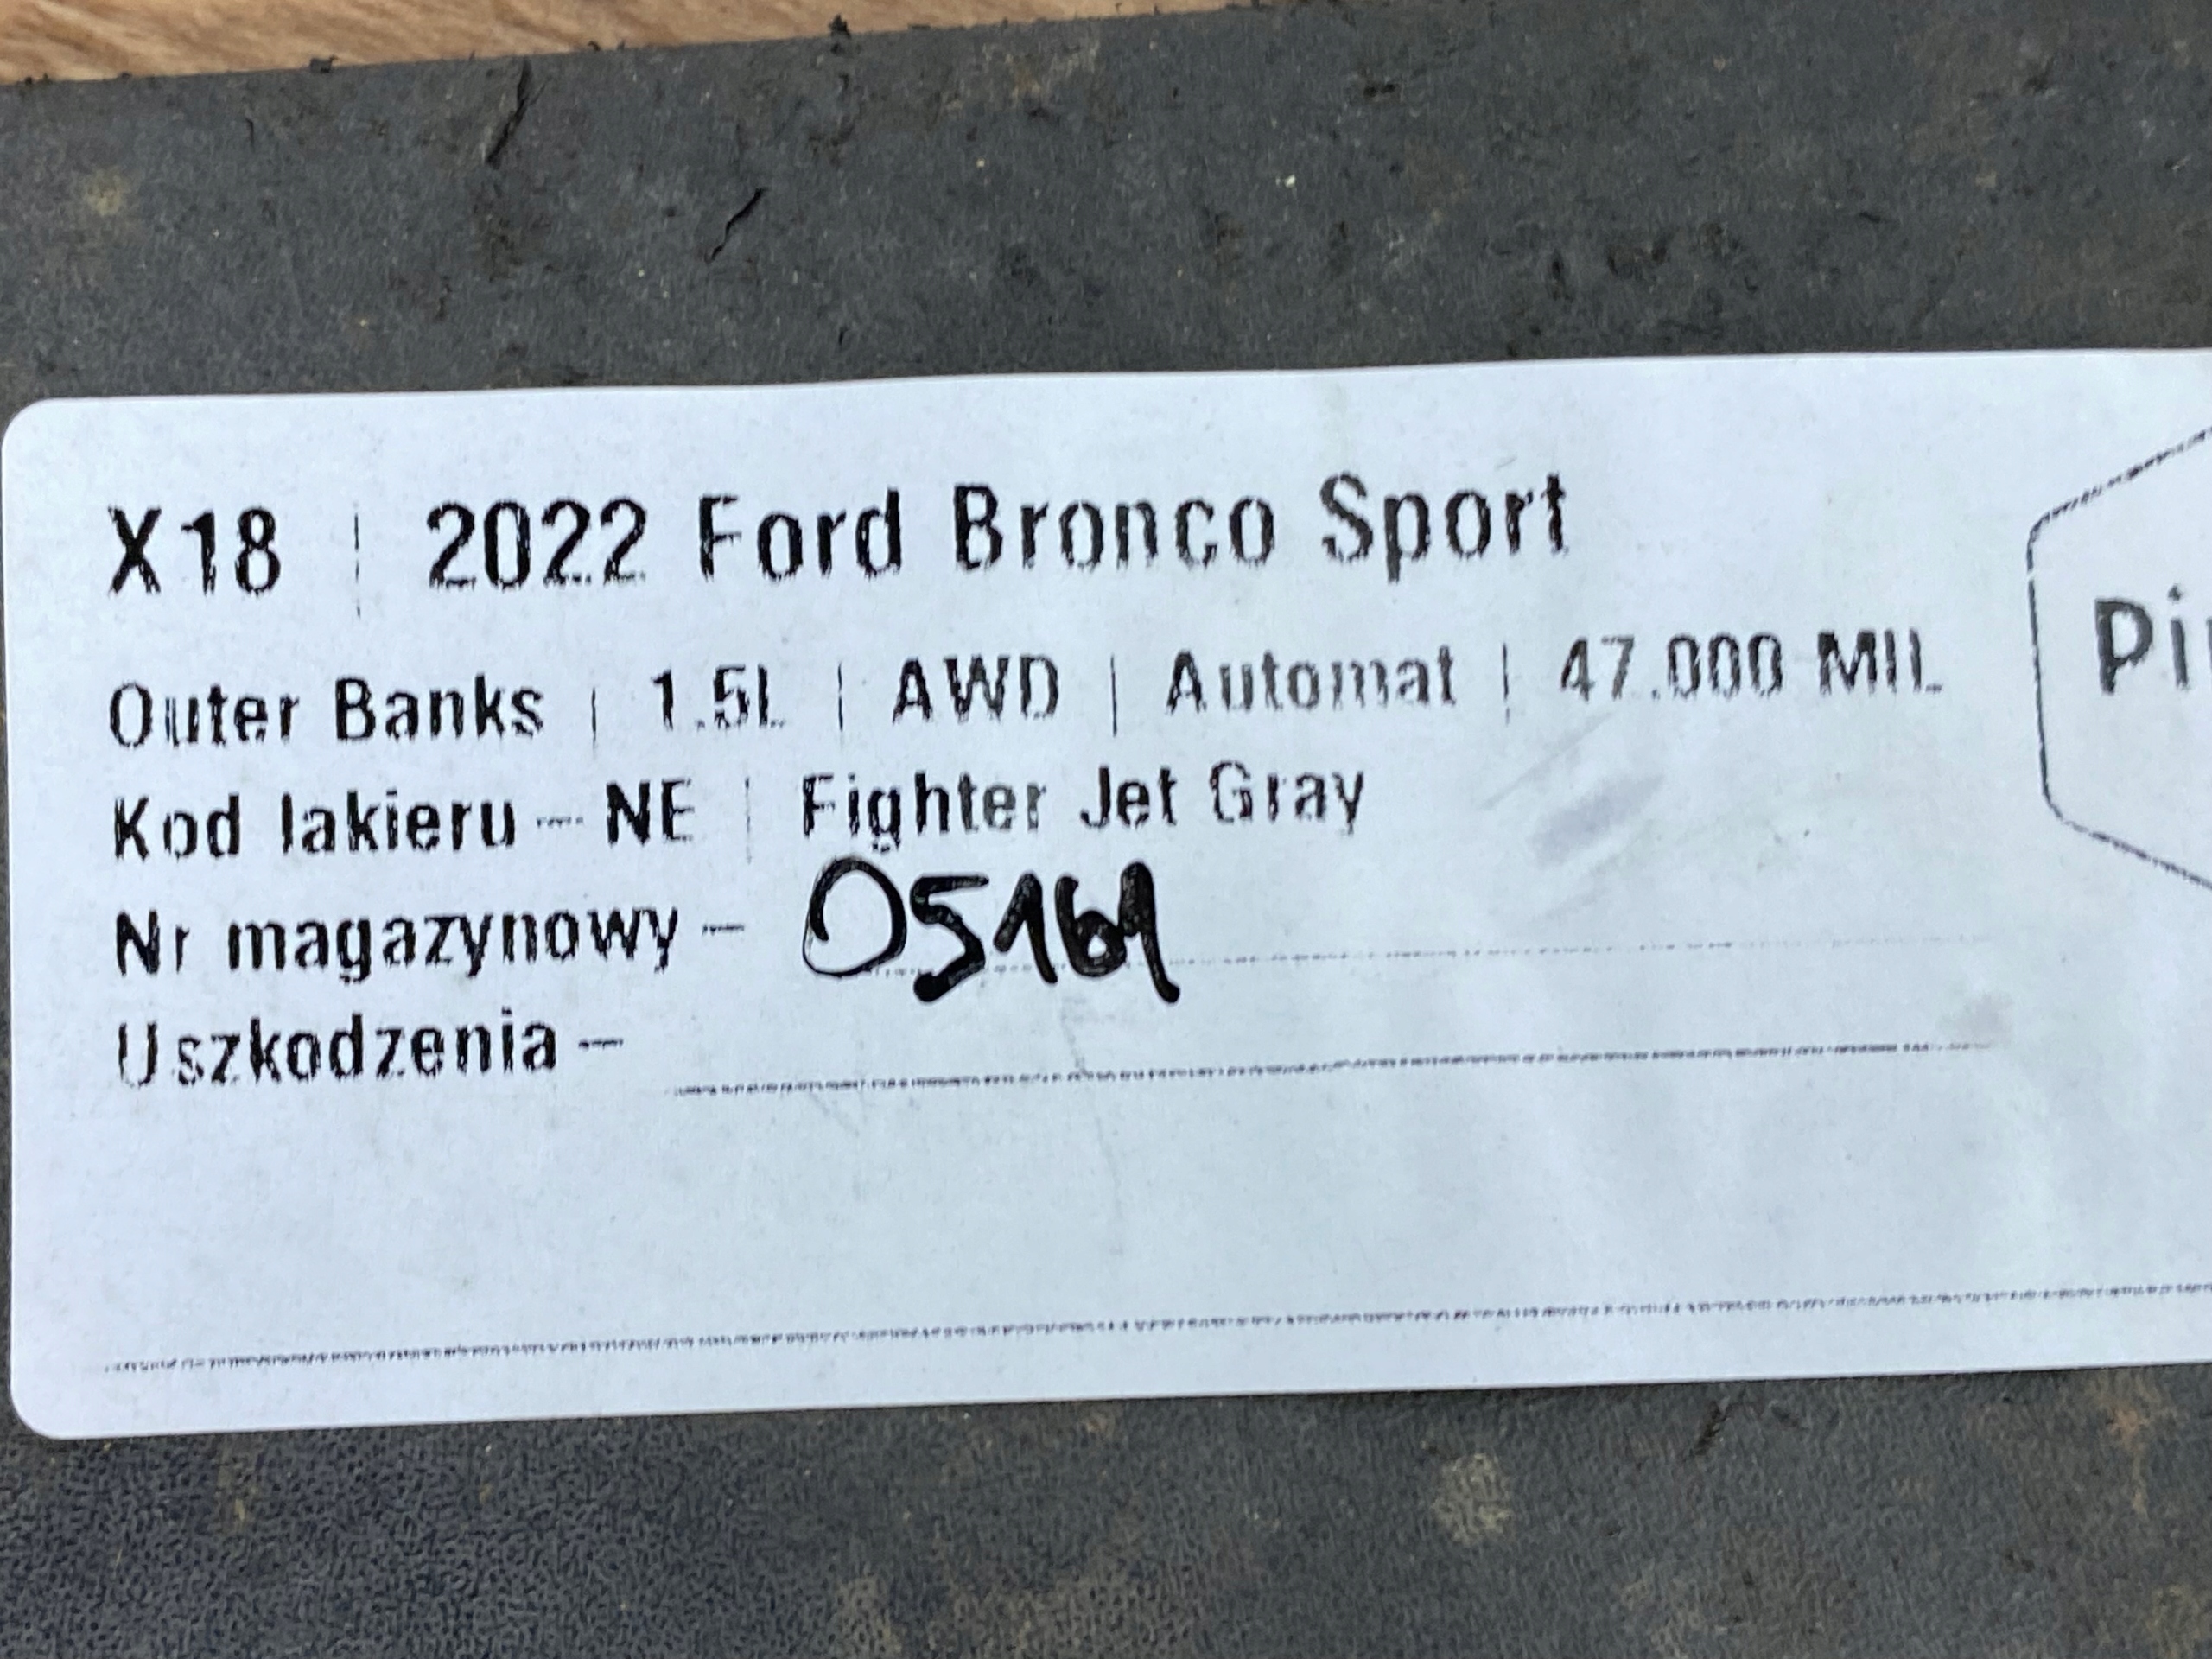 X18 | 2022 Ford Bronco Sport
Outer Banks | 1.5L | AWD | Automat | 47.000 MIL
Kod lakieru – NE | Fighter Jet Gray
Nr magazynowy – 05161
Uszkodzenia –